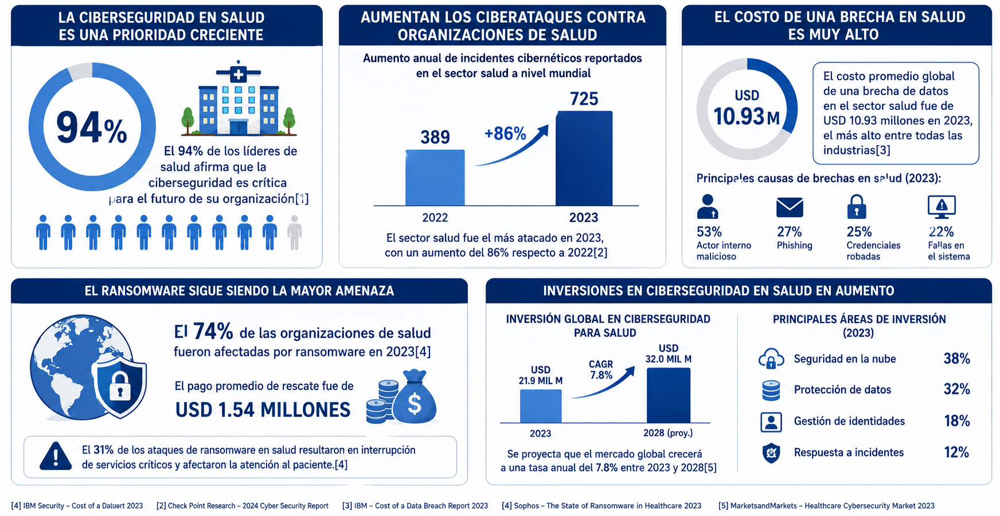 LA CIBERSEGURIDAD EN SALUD
ES UNA PRIORIDAD CRECIENTE
94%
El 94% de los líderes de
salud afirma que la
ciberseguridad es crítica
para el futuro de su organización[1]
AUMENTAN LOS CIBERATAQUES CONTRA
ORGANIZACIONES DE SALUD
Aumento anual de incidentes cibernéticos reportados
en el sector salud a nivel mundial
389
+86%
725
2022
2023
El sector salud fue el más atacado en 2023,
con un aumento del 86% respecto a 2022[2]
EL COSTO DE UNA BRECHA EN SALUD
ES MUY ALTO
USD
10.93 M
El costo promedio global
de una brecha de datos
en el sector salud fue de
USD 10.93 millones en 2023,
el más alto entre todas las
industrias[3]
Principales causas de brechas en salud (2023):
53%
Actor interno
malicioso
27%
Phishing
25%
Credenciales
robadas
22%
Fallas en
el sistema
EL RANSOMWARE SIGUE SIENDO LA MAYOR AMENAZA
El 74% de las organizaciones de salud
fueron afectadas por ransomware en 2023[4]
El pago promedio de rescate fue de
USD 1.54 MILLONES
$
El 31% de los ataques de ransomware en salud resultaron en interrupción
de servicios críticos y afectaron la atención al paciente.[4]
INVERSIONES EN CIBERSEGURIDAD EN SALUD EN AUMENTO
INVERSIÓN GLOBAL EN CIBERSEGURIDAD
PARA SALUD
USD
21.9 MIL M
CAGR
7.8%
USD
32.0 MIL M
2023
2028 (proy.)
Se proyecta que el mercado global crecerá
a una tasa anual del 7.8% entre 2023 y 2028[5]
PRINCIPALES ÁREAS DE INVERSIÓN
(2023)
Seguridad en la nube 38%
Protección de datos 32%
Gestión de identidades 18%
Respuesta a incidentes 12%
[4] IBM Security – Cost of a Daluert 2023
[2] Check Point Research – 2024 Cyber Security Report
[3] IBM – Cost of a Data Breach Report 2023
[4] Sophos – The State of Ransomware in Healthcare 2023
[5] MarketsandMarkets – Healthcare Cybersecurity Market 2023